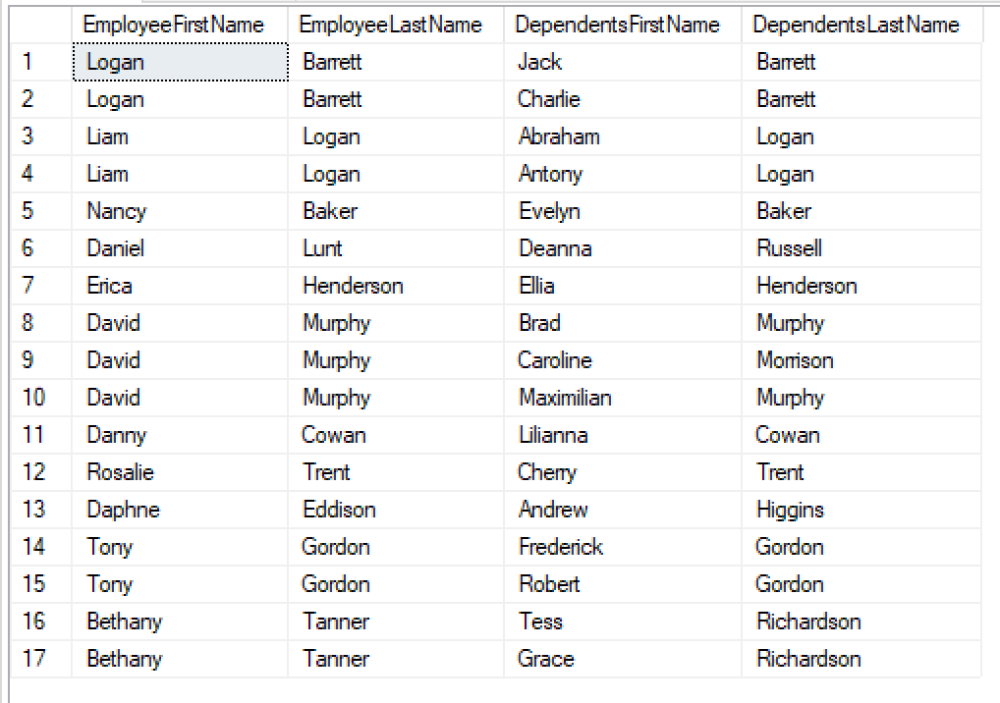 EmployeeFirstName EmployeeLastName DependentsFirstName DependentsLastName
1 Logan Barrett Jack Barrett
2 Logan Barrett Charlie Barrett
3 Liam Logan Abraham Logan
4 Liam Logan Antony Logan
5 Nancy Baker Evelyn Baker
6 Daniel Lunt Deanna Russell
7 Erica Henderson Ellia Henderson
8 David Murphy Brad Murphy
9 David Murphy Caroline Morrison
10 David Murphy Maximilian Murphy
11 Danny Cowan Lilianna Cowan
12 Rosalie Trent Cherry Trent
13 Daphne Eddison Andrew Higgins
14 Tony Gordon Frederick Gordon
15 Tony Gordon Robert Gordon
16 Bethany Tanner Tess Richardson
17 Bethany Tanner Grace Richardson